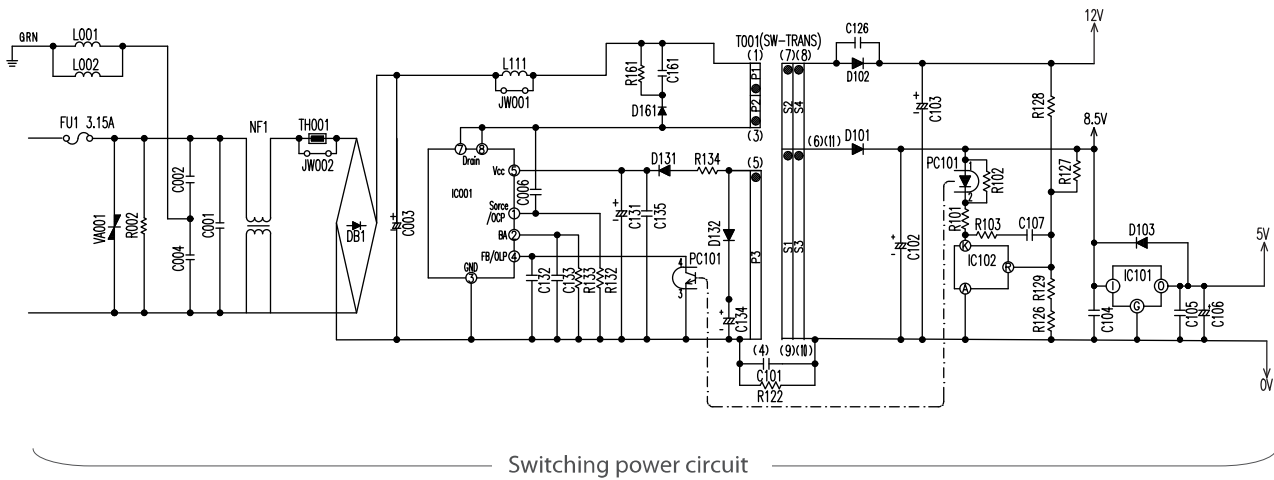 12V
GRN
L001
L002
T001(SW-TRANS)
C126
(1)
(7)(8)
D102
L111
JW001
R161
C161
P1
P2
D161
(3)
S2
S4
C103
R128
8.5V
FU1 3.15A
NF1
TH001
JW002
(6)(11)
D101
PC101
1
2
R102
R127
7
8
Drain
IC001
Vcc
5
C006
D131
R134
(5)
Sorce
/OCP
1
BA
2
FB/OLP
4
GND
3
VA001
R002
C002
C004
C001
DB1
+
C003
C132
C133
R133
R132
+
-
C131
C135
D132
PC101
4
3
+
-
C134
P3
S1
S3
+
-
C102
R101
R103
C107
K
IC102
R
A
R129
R126
D103
5V
IC101
I
O
G
C104
C105
+
C106
(4)
(9)(10)
C101
R122
0V
Switching power circuit